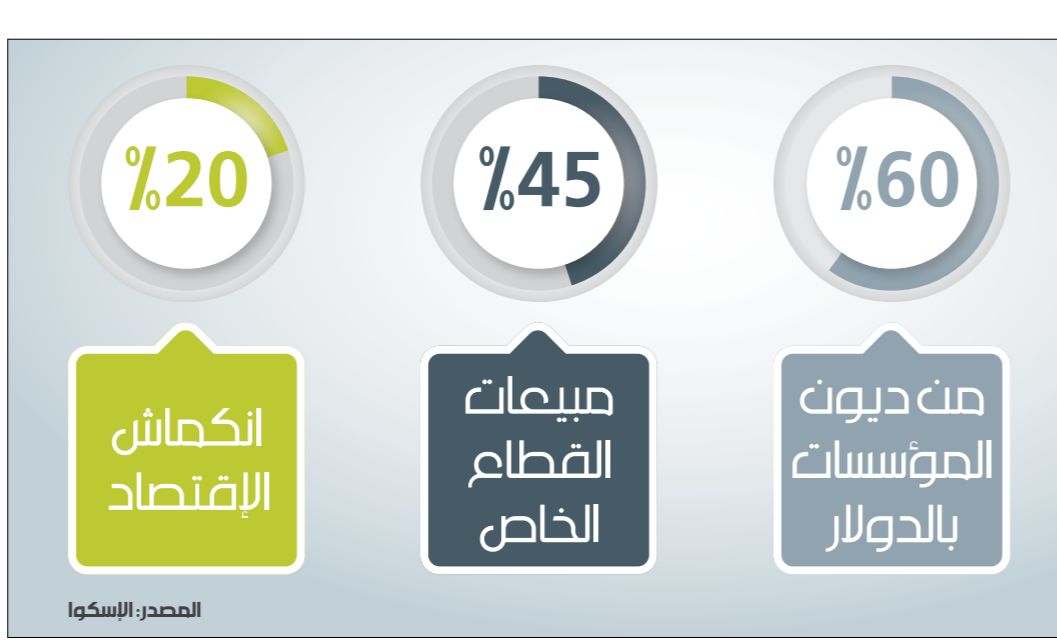 %60
من ديون
المؤسسات
بالدولار
%45
مبيعات
القطاع
الخاص
%20
انكماش
الإقتصاد
المصدر: الإسكوا